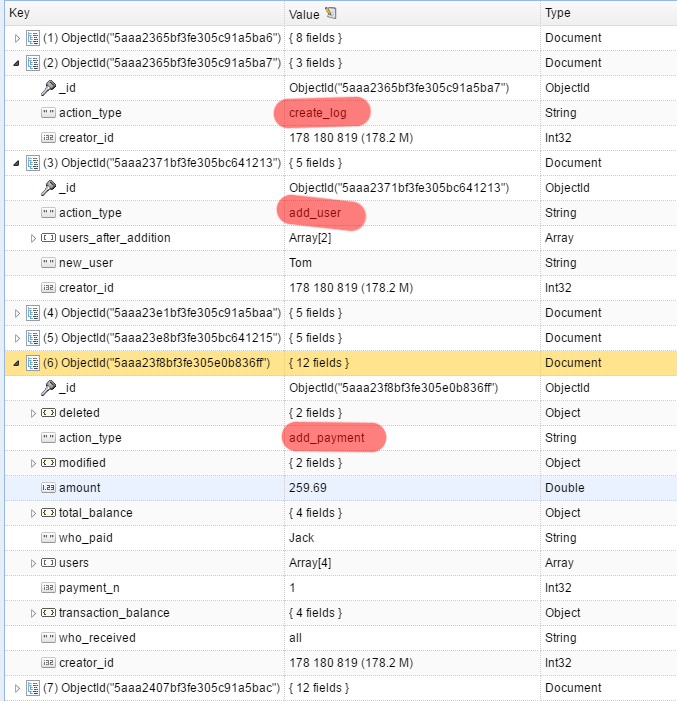 Key Value Type
(1) ObjectId("5aaa2365bf3fe305c91a5ba6") { 8 fields } Document
(2) ObjectId("5aaa2365bf3fe305c91a5ba7") { 3 fields } Document
_id ObjectId("5aaa2365bf3fe305c91a5ba7") ObjectId
"" action_type create_log String
i32 creator_id 178 180 819 (178.2 M) Int32
(3) ObjectId("5aaa2371bf3fe305bc641213") { 5 fields } Document
_id ObjectId("5aaa2371bf3fe305bc641213") ObjectId
"" action_type add_user String
[] users_after_addition Array[2] Array
"" new_user Tom String
i32 creator_id 178 180 819 (178.2 M) Int32
(4) ObjectId("5aaa23e1bf3fe305c91a5baa") { 5 fields } Document
(5) ObjectId("5aaa23e8bf3fe305bc641215") { 5 fields } Document
(6) ObjectId("5aaa23f8bf3fe305e0b836ff") { 12 fields } Document
_id ObjectId("5aaa23f8bf3fe305e0b836ff") ObjectId
{} deleted { 2 fields } Object
"" action_type add_payment String
{} modified { 2 fields } Object
1.23 amount 259.69 Double
{} total_balance { 4 fields } Object
"" who_paid Jack String
[] users Array[4] Array
i32 payment_n 1 Int32
{} transaction_balance { 4 fields } Object
"" who_received all String
i32 creator_id 178 180 819 (178.2 M) Int32
(7) ObjectId("5aaa2407bf3fe305c91a5bac") { 12 fields } Document